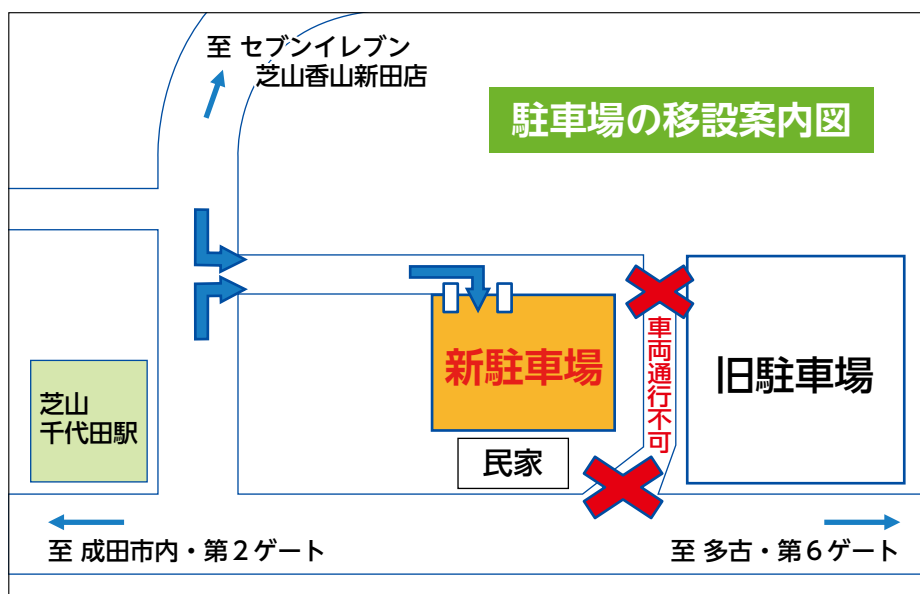 至 セブンイレブン
芝山香山新田店
駐車場の移設案内図
新駐車場
車両通行不可
旧駐車場
芝山
千代田駅
民家
至 成田市内・第2ゲート
至 多古・第6ゲート